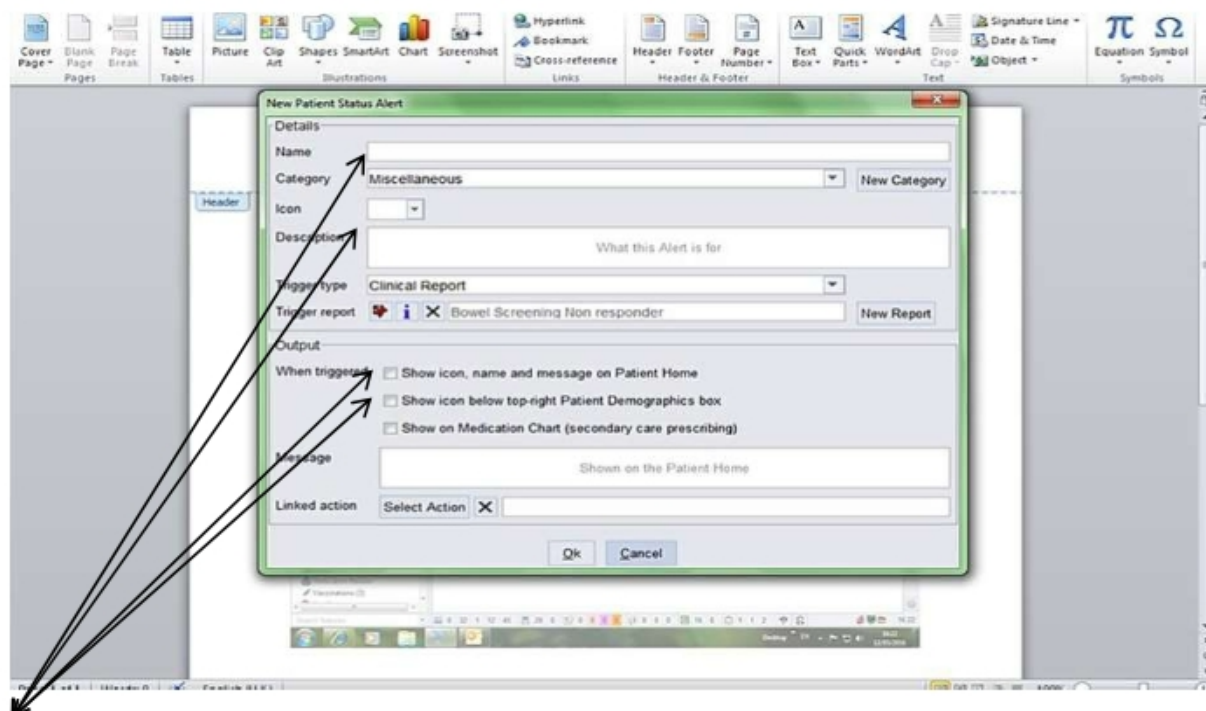 Cover Page Blank Page Page Break Table Picture Clip Art Shapes SmartArt Chart Screenshot Hyperlink Bookmark Cross-reference Header Footer Page Number Text Box Quick Parts WordArt Drop Cap Signature Line Date & Time Object Equation Symbol
Pages Tables Illustrations Links Header & Footer Text Symbols
New Patient Status Alert
Details
Name
Category Miscellaneous New Category
Header
Icon
Description What this Alert is for
Trigger type Clinical Report
Trigger report Bowel Screening Non responder New Report
Output
When triggered Show icon, name and message on Patient Home
Show icon below top-right Patient Demographics box
Show on Medication Chart (secondary care prescribing)
Message Shown on the Patient Home
Linked action Select Action
Ok Cancel
Vaccinations